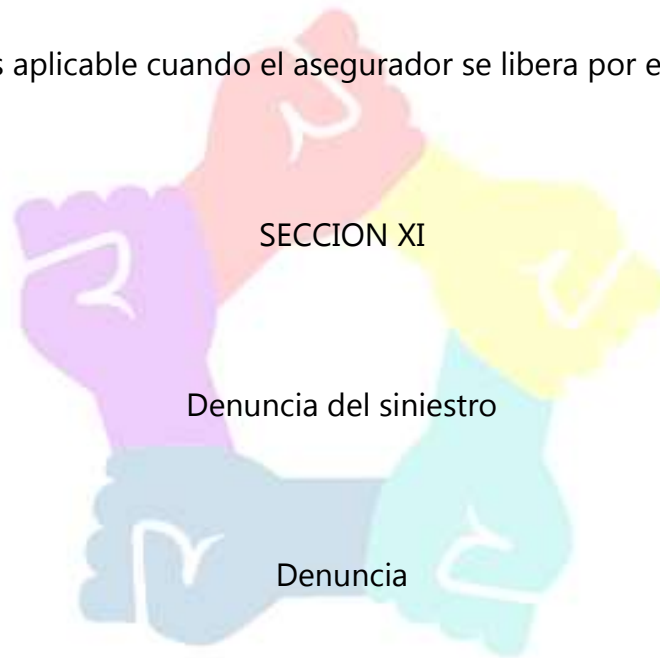 s aplicable cuando el asegurador se libera por e
SECCION XI
Denuncia del siniestro
Denuncia